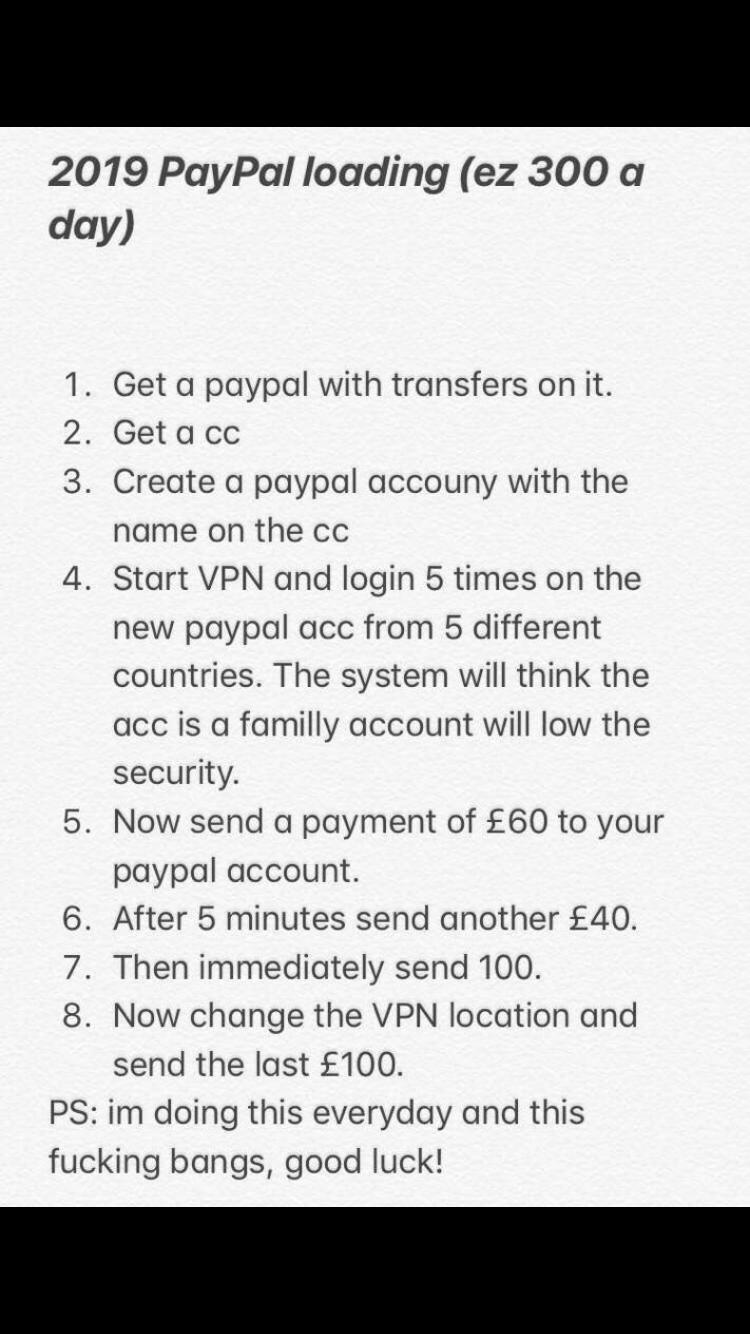 2019 PayPal loading (ez 300 a
day)
1. Get a paypal with transfers on it.
2. Get a cc
3. Create a paypal accouny with the
name on the cc
4. Start VPN and login 5 times on the
new paypal acc from 5 different
countries. The system will think the
acc is a familly account will low the
security.
5. Now send a payment of £60 to your
paypal account.
6. After 5 minutes send another £40.
7. Then immediately send 100.
8. Now change the VPN location and
send the last £100.
PS: im doing this everyday and this
fucking bangs, good luck!